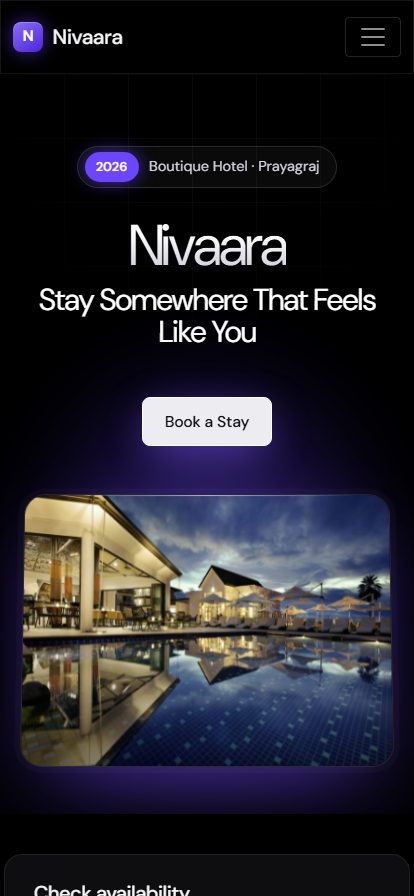 N Nivaara
2026 Boutique Hotel · Prayagraj
Nivaara
Stay Somewhere That Feels
Like You
Book a Stay
Check availability